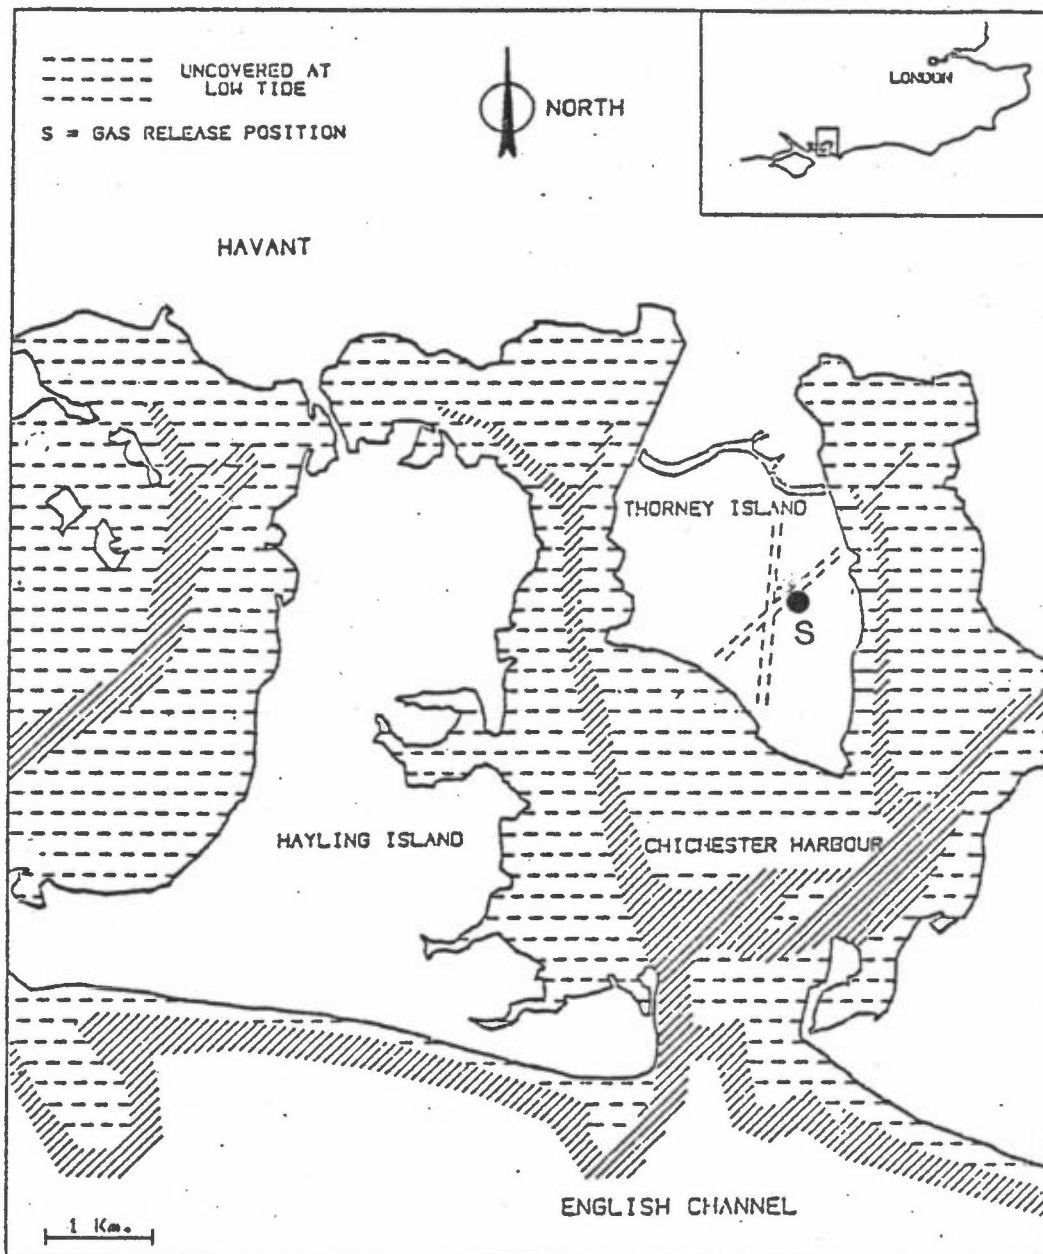 UNCOVERED AT
LOW TIDE
S = GAS RELEASE POSITION
NORTH
LONDON
HAVANT
THORNEY ISLAND
S
HAYLING ISLAND
CHICHESTER HARBOUR
ENGLISH CHANNEL
1 Km.